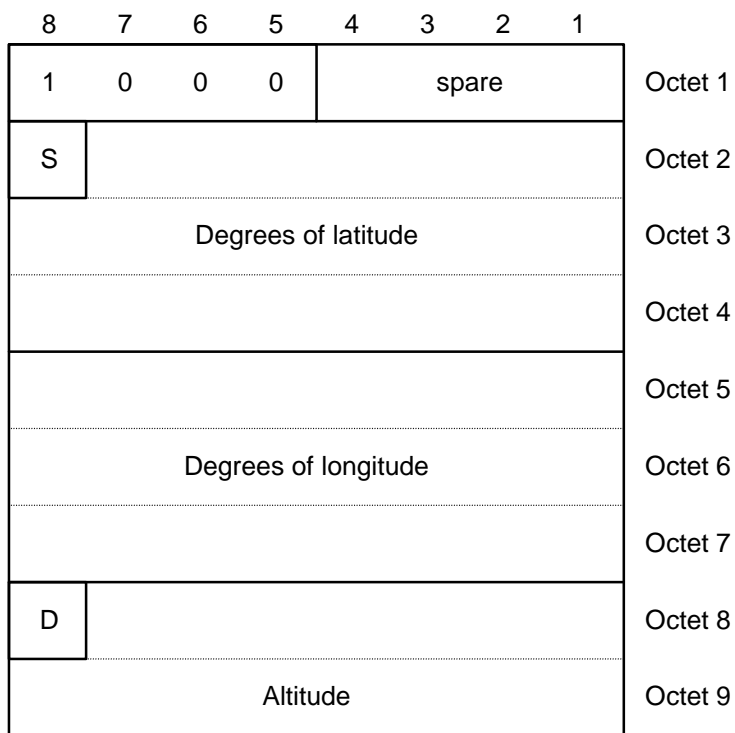 8 7 6 5 4 3 2 1
1 0 0 0 spare Octet 1
S Octet 2
Degrees of latitude Octet 3
Octet 4
Octet 5
Degrees of longitude Octet 6
Octet 7
D Octet 8
Altitude Octet 9